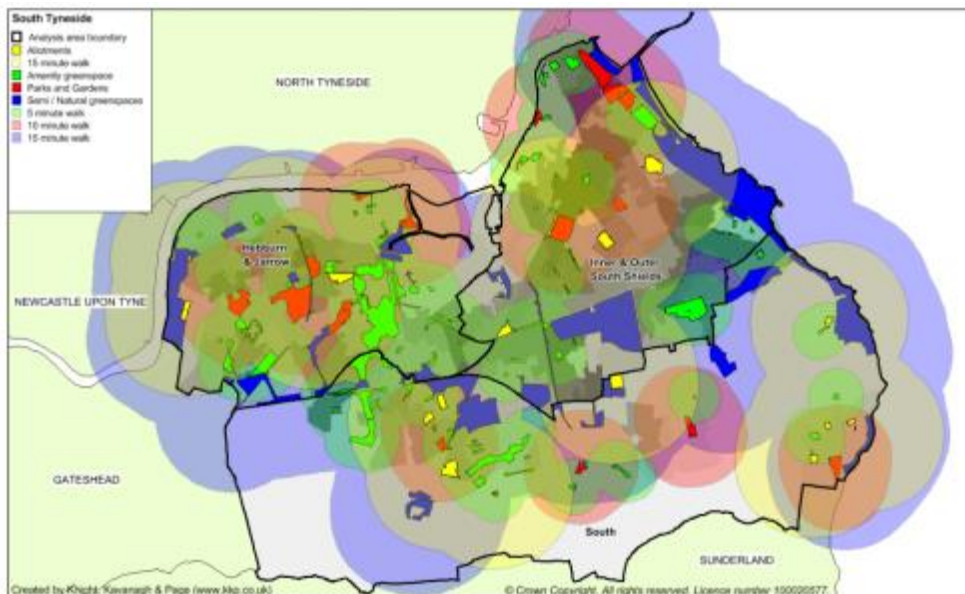 South Tyneside
Analysis area boundary
Allotments
15 minute walk
Amenity greenspace
Parks and Gardens
Semi / Natural greenspaces
5 minute walk
10 minute walk
15 minute walk
NORTH TYNESIDE
Hebburn
& Jarrow
Inner & Outer
South Shields
NEWCASTLE UPON TYNE
GATESHEAD
South
SUNDERLAND
Created by Knight, Kavanagh & Page (www.kkp.co.uk)
© Crown Copyright. All rights reserved. Licence number 100020577.